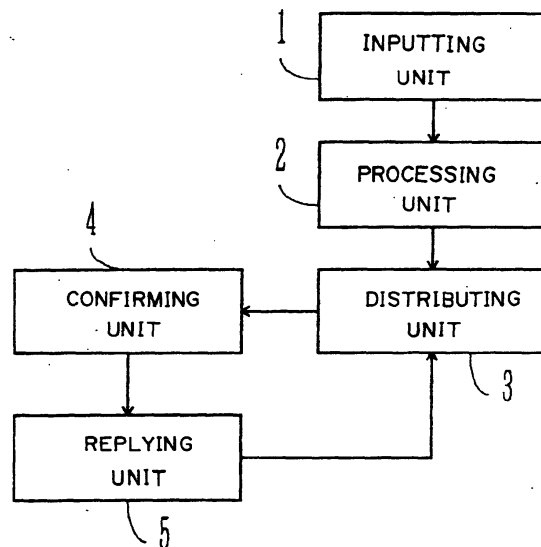 1
INPUTTING
UNIT
2
PROCESSING
UNIT
4
CONFIRMING
UNIT
DISTRIBUTING
UNIT
3
REPLYING
UNIT
5